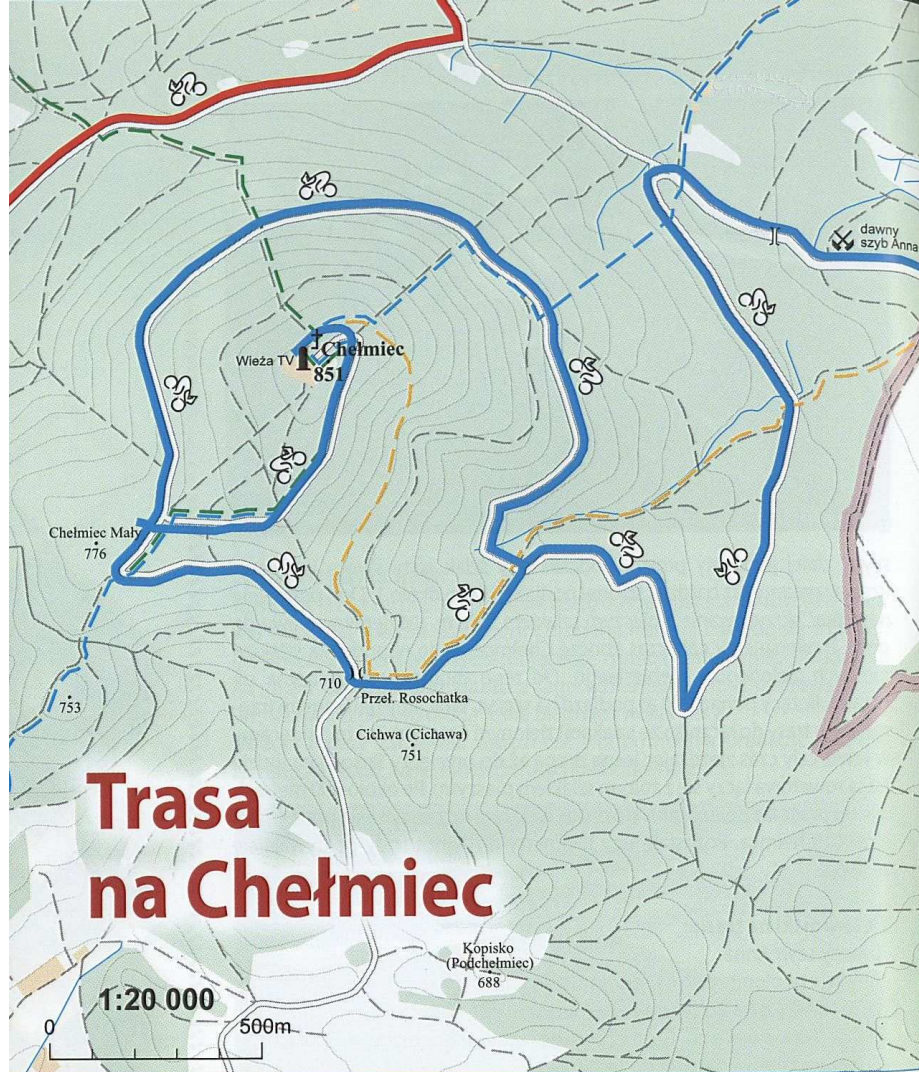 dawny
szyb Anna
Wieża TV
Chełmiec
851
Chełmiec Mały
776
710
Przeł. Rosochatka
753
Cichwa (Cichawa)
751
Trasa
na Chełmiec
Kopisko
(Podchełmiec)
688
1:20 000
0
500m